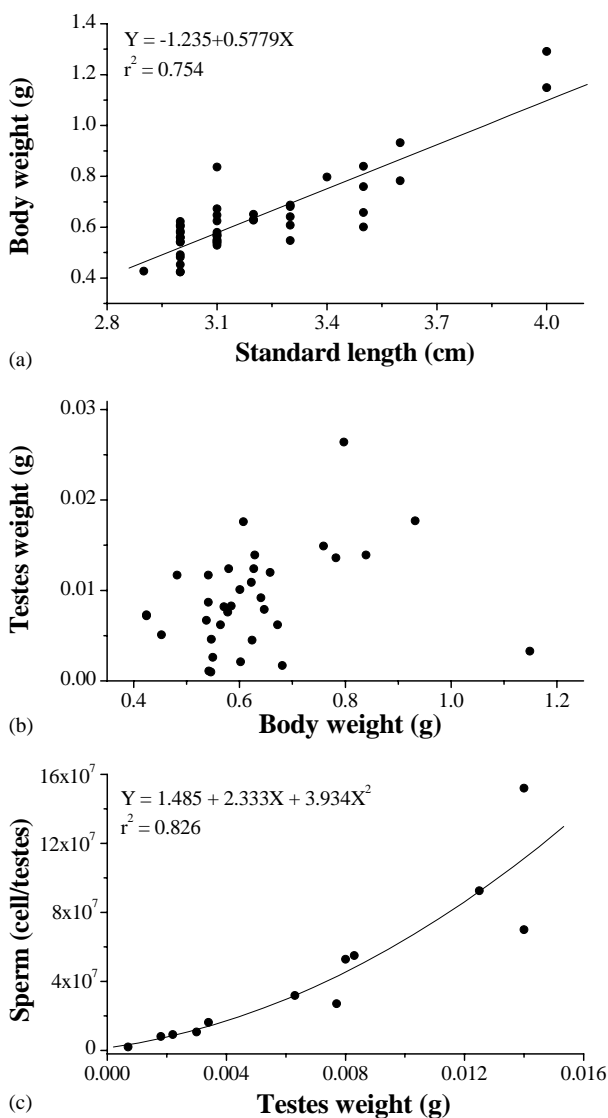 Y = -1.235+0.5779X
r² = 0.754
Body weight (g)
1.4
1.2
1.0
0.8
0.6
0.4
2.8 3.1 3.4 3.7 4.0
Standard length (cm)
(a)
0.03
0.02
0.01
0.00
Testes weight (g)
0.4 0.6 0.8 1.0 1.2
Body weight (g)
(b)
Y = 1.485 + 2.333X + 3.934X²
r² = 0.826
16x10⁷
12x10⁷
8x10⁷
4x10⁷
0
Sperm (cell/testes)
0.000 0.004 0.008 0.012 0.016
Testes weight (g)
(c)